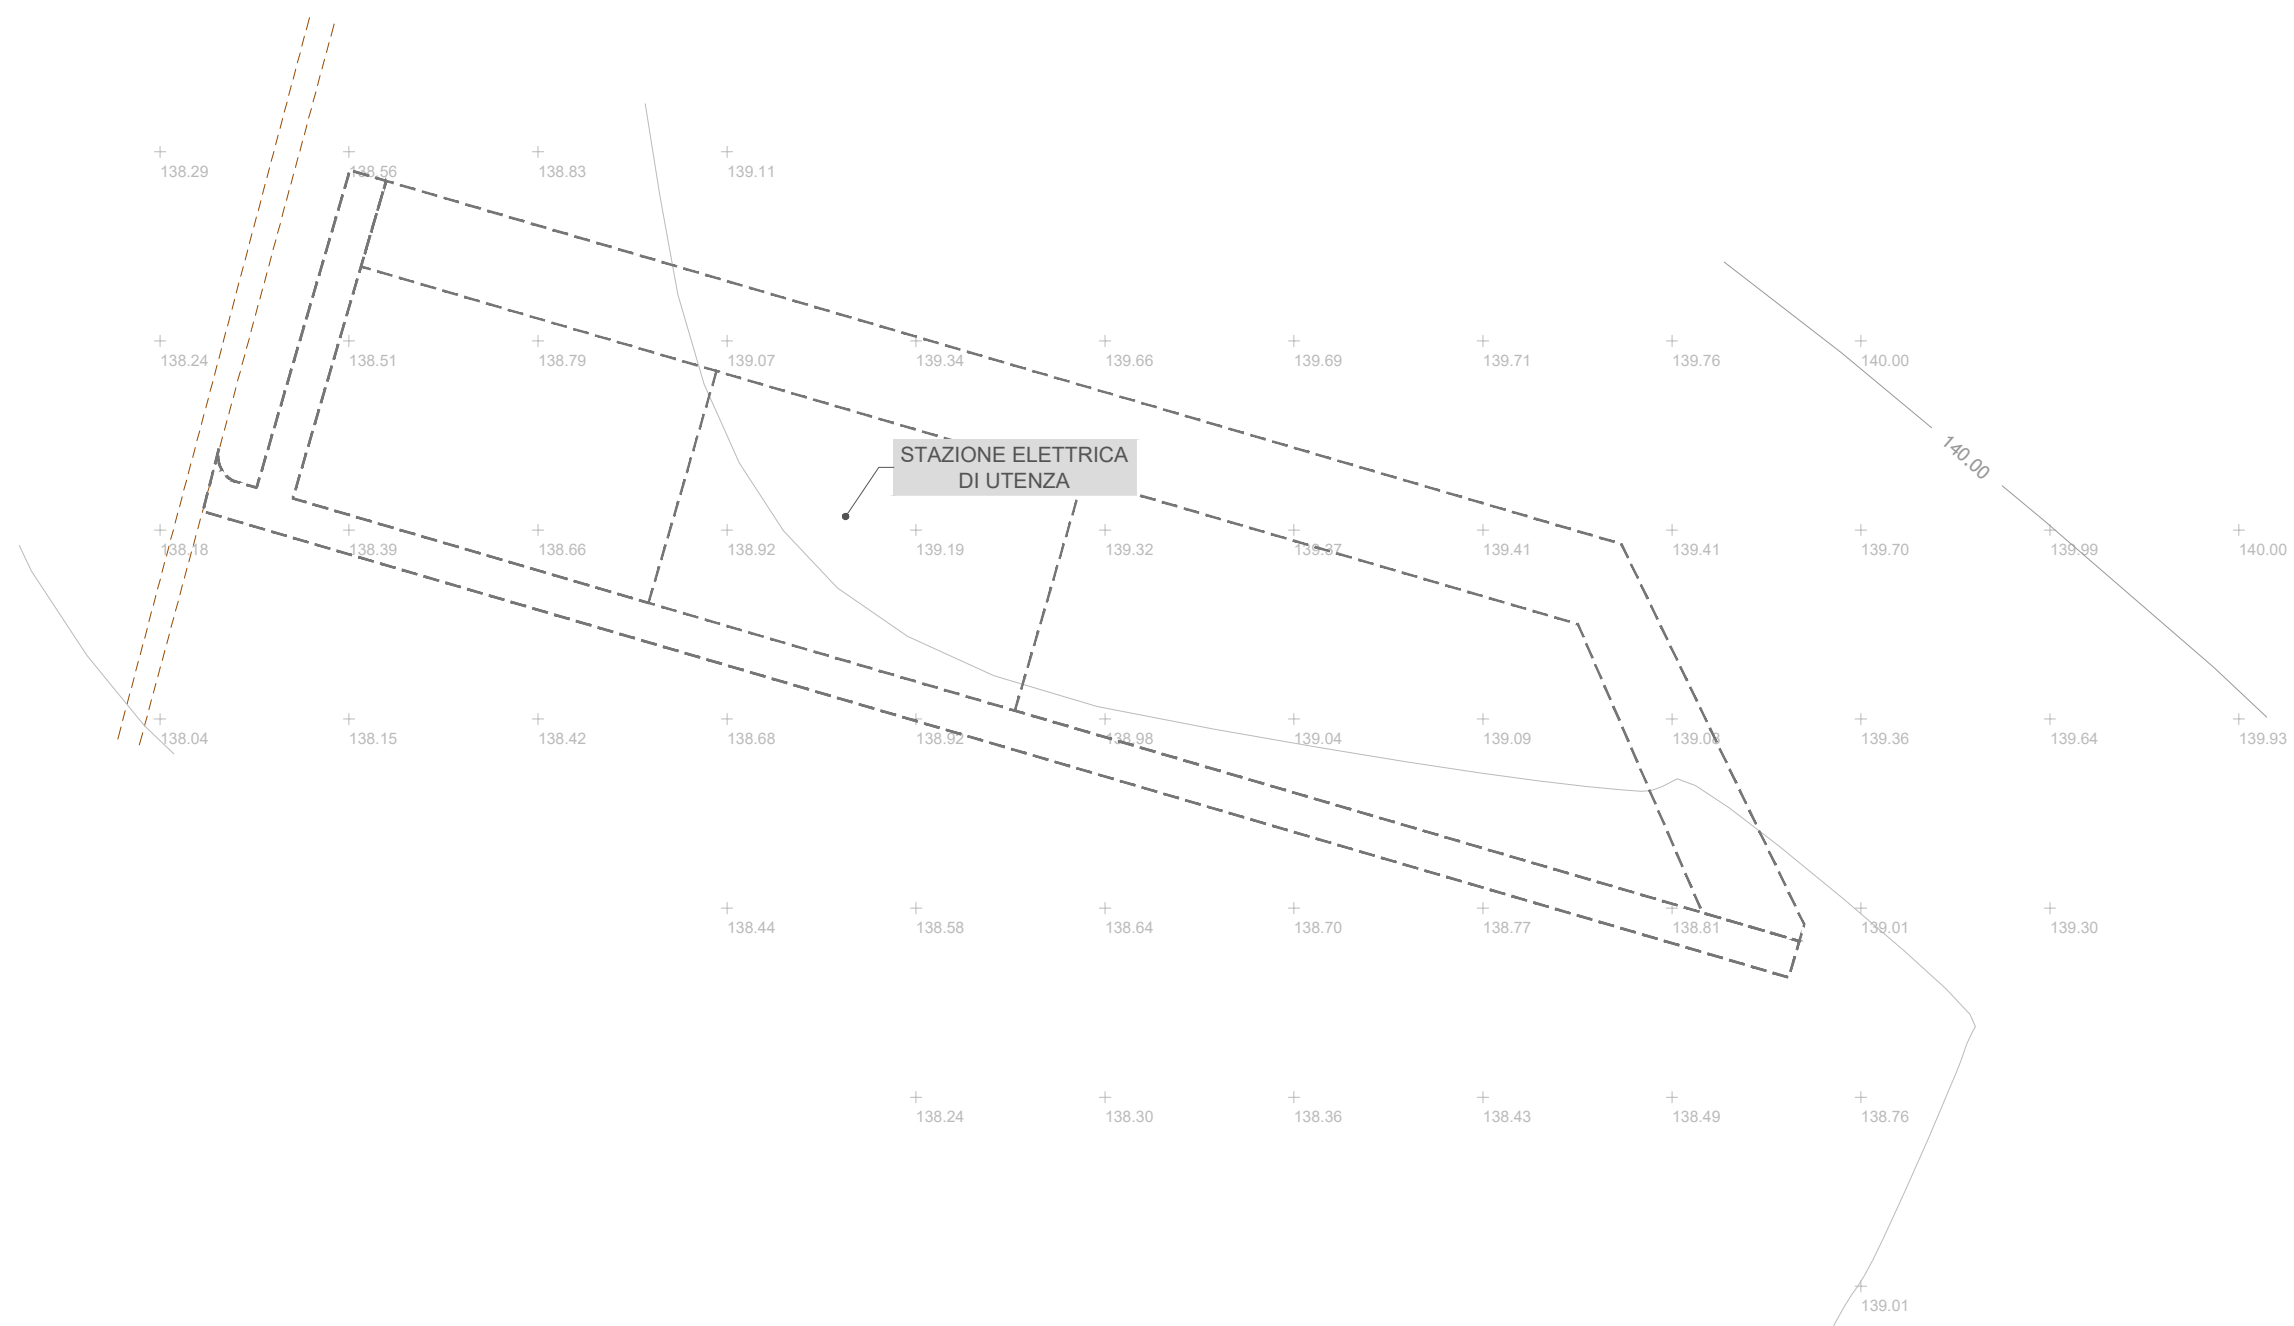 138.29 138.56 138.83 139.11
138.24 138.51 138.79 139.07 139.34 139.66 139.69 139.71 139.76 140.00
140.00
STAZIONE ELETTRICA
DI UTENZA
138.18 138.39 138.66 138.92 139.19 139.32 139.37 139.41 139.41 139.70 139.99 140.00
138.04 138.15 138.42 138.68 138.92 138.98 139.04 139.09 139.08 139.36 139.64 139.93
138.44 138.58 138.64 138.70 138.77 138.81 139.01 139.30
138.24 138.30 138.36 138.43 138.49 138.76
139.01